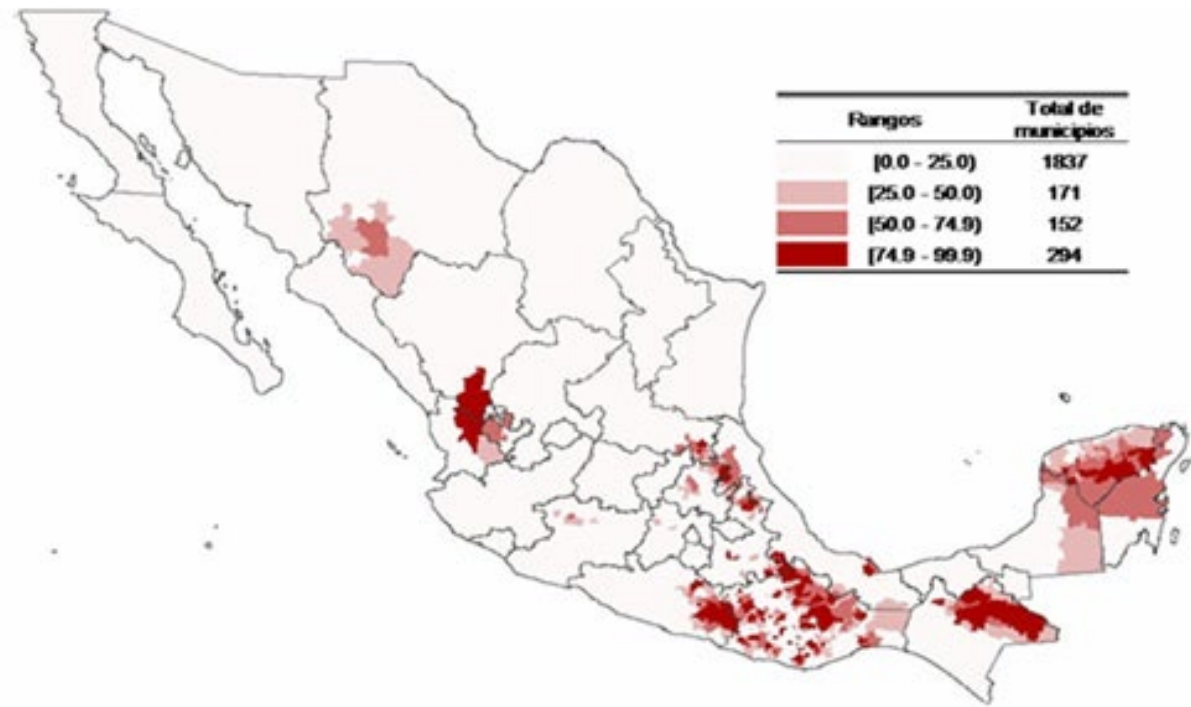 Rangos Total de municipios
[0.0 - 25.0) 1837
[25.0 - 50.0) 171
[50.0 - 74.9) 152
[74.9 - 99.9) 294